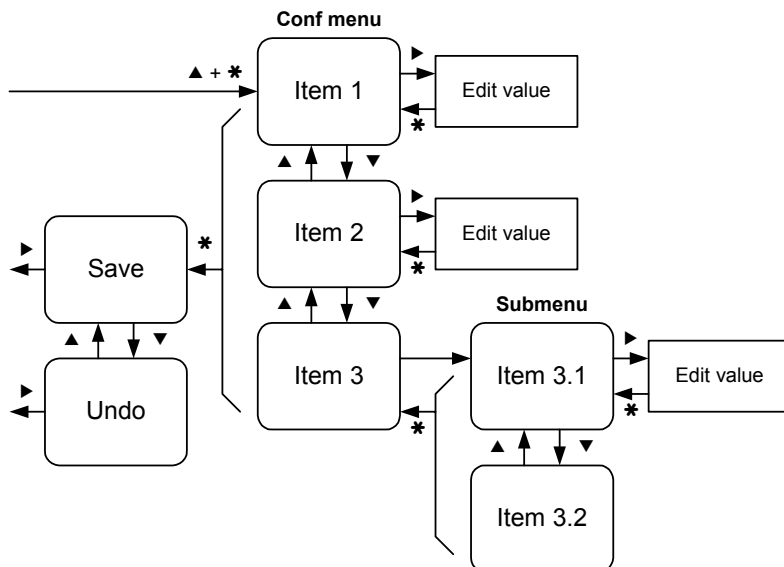 Conf menu
▲ + *
Item 1
▶
Edit value
*
▲
▼
Item 2
▶
Edit value
*
Save
▶
*
▲
▼
▲
▼
Submenu
Item 3
Item 3.1
▶
Edit value
*
Undo
▶
*
▲
▼
Item 3.2